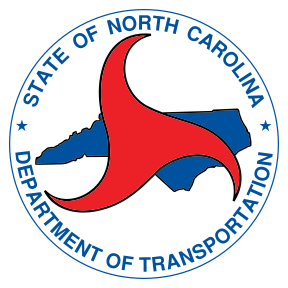 STATE OF NORTH CAROLINA
DEPARTMENT OF TRANSPORTATION